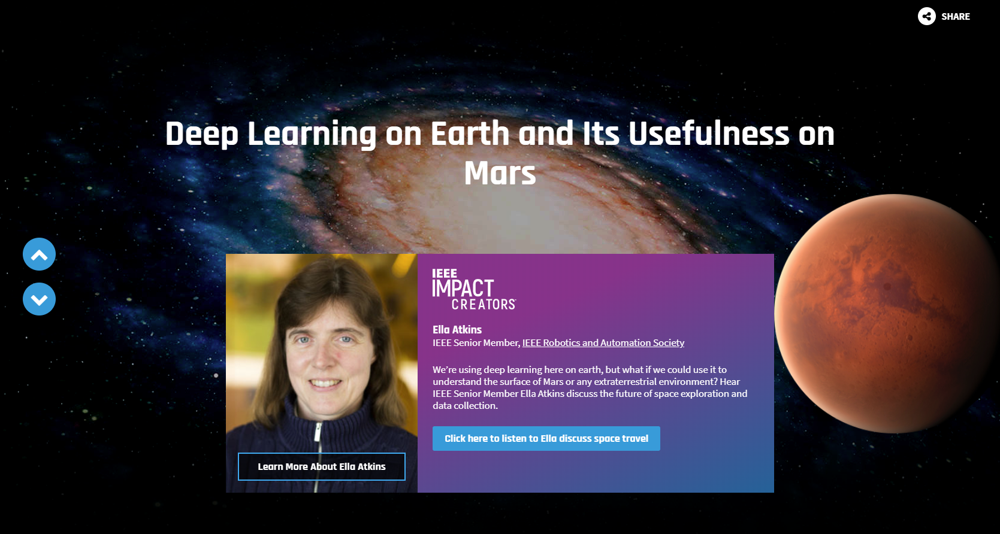 SHARE
Deep Learning on Earth and Its Usefulness on
Mars
IEEE
IMPACT
CREATORS
Ella Atkins
IEEE Senior Member, IEEE Robotics and Automation Society
We’re using deep learning here on earth, but what if we could use it to
understand the surface of Mars or any extraterrestrial environment? Hear
IEEE Senior Member Ella Atkins discuss the future of space exploration and
data collection.
Click here to listen to Ella discuss space travel
Learn More About Ella Atkins